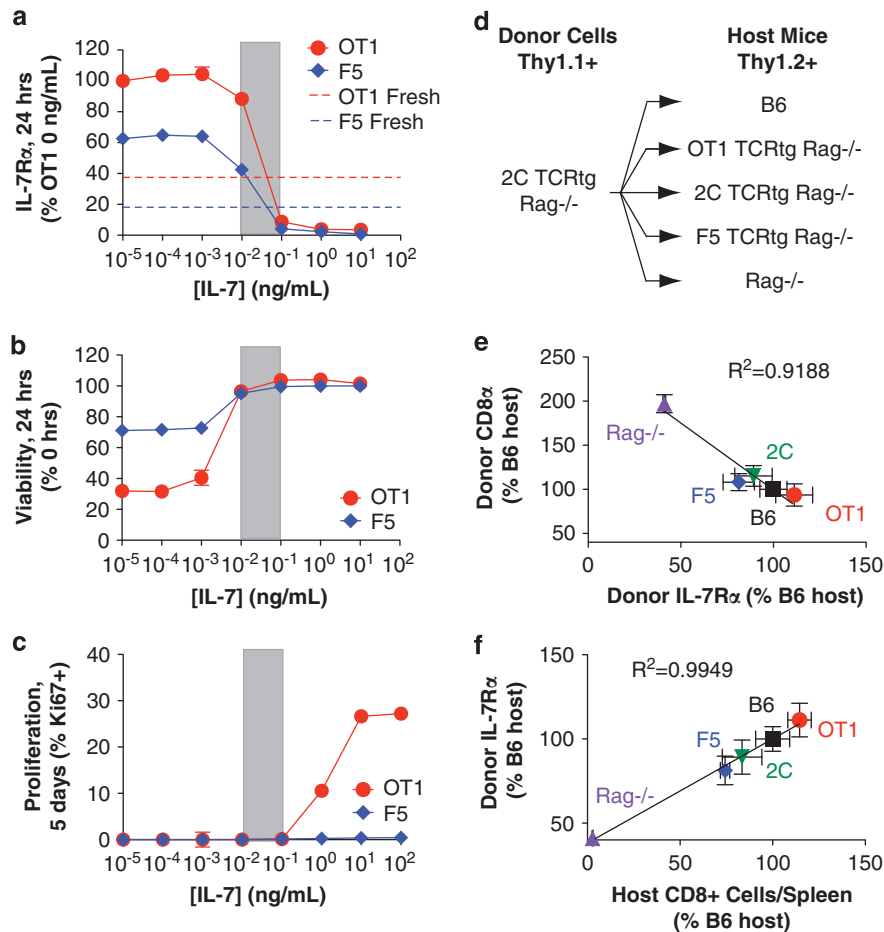 a
IL-7Rα, 24 hrs
(% OT1 0 ng/mL)
120
100
80
60
40
20
0
10-5 10-4 10-3 10-2 10-1 100 101 102
[IL-7] (ng/mL)
OT1
F5
OT1 Fresh
F5 Fresh
b
Viability, 24 hrs
(% 0 hrs)
120
100
80
60
40
20
0
10-5 10-4 10-3 10-2 10-1 100 101 102
[IL-7] (ng/mL)
OT1
F5
c
Proliferation,
5 days (% Ki67+)
40
30
20
10
0
10-5 10-4 10-3 10-2 10-1 100 101 102
[IL-7] (ng/mL)
OT1
F5
d
Donor Cells
Thy1.1+
Host Mice
Thy1.2+
2C TCRtg
Rag-/-
B6
OT1 TCRtg Rag-/-
2C TCRtg Rag-/-
F5 TCRtg Rag-/-
Rag-/-
e
Donor CD8α
(% B6 host)
250
200
150
100
50
R2=0.9188
Rag-/-
2C
F5
B6
OT1
0 50 100 150
Donor IL-7Rα (% B6 host)
f
Donor IL-7Rα
(% B6 host)
150
100
50
R2=0.9949
B6
F5
OT1
2C
Rag-/-
0 50 100 150
Host CD8+ Cells/Spleen
(% B6 host)